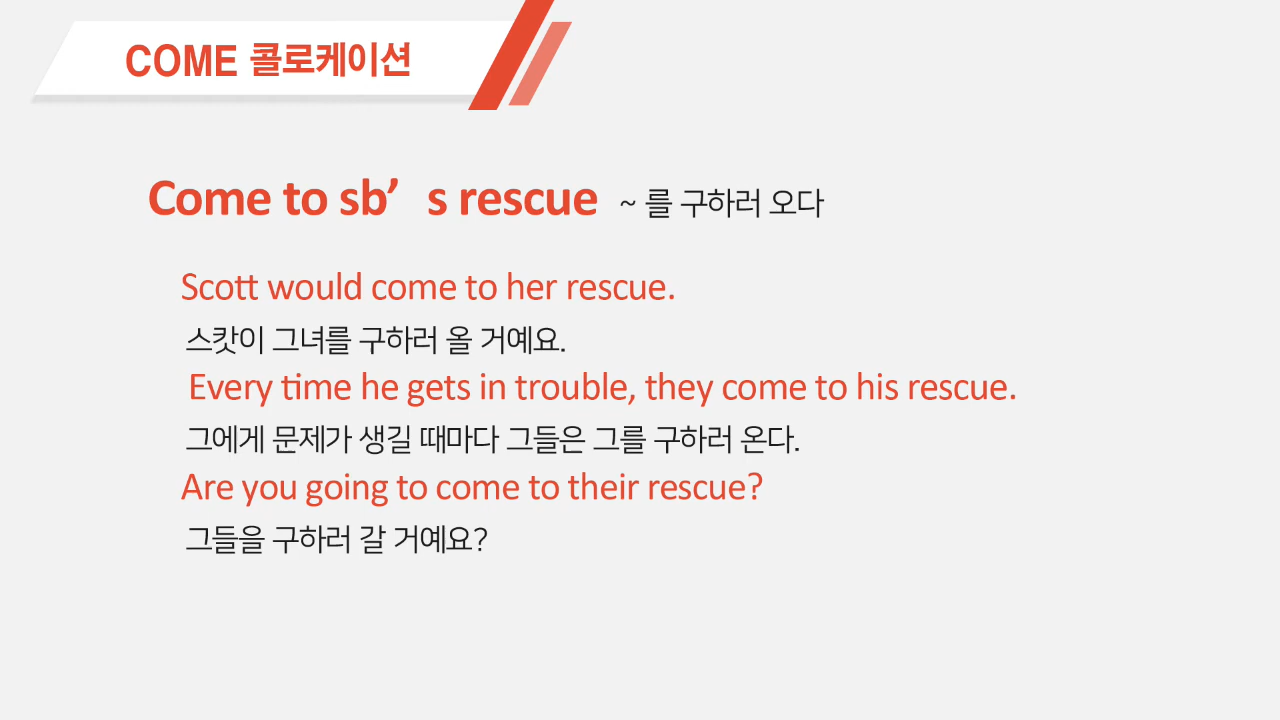 COME 콜로케이션
Come to sb’ s rescue ~ 를 구하러 오다
Scott would come to her rescue.
스캇이 그녀를 구하러 올 거예요.
Every time he gets in trouble, they come to his rescue.
그에게 문제가 생길 때마다 그들은 그를 구하러 온다.
Are you going to come to their rescue?
그들을 구하러 갈 거예요?